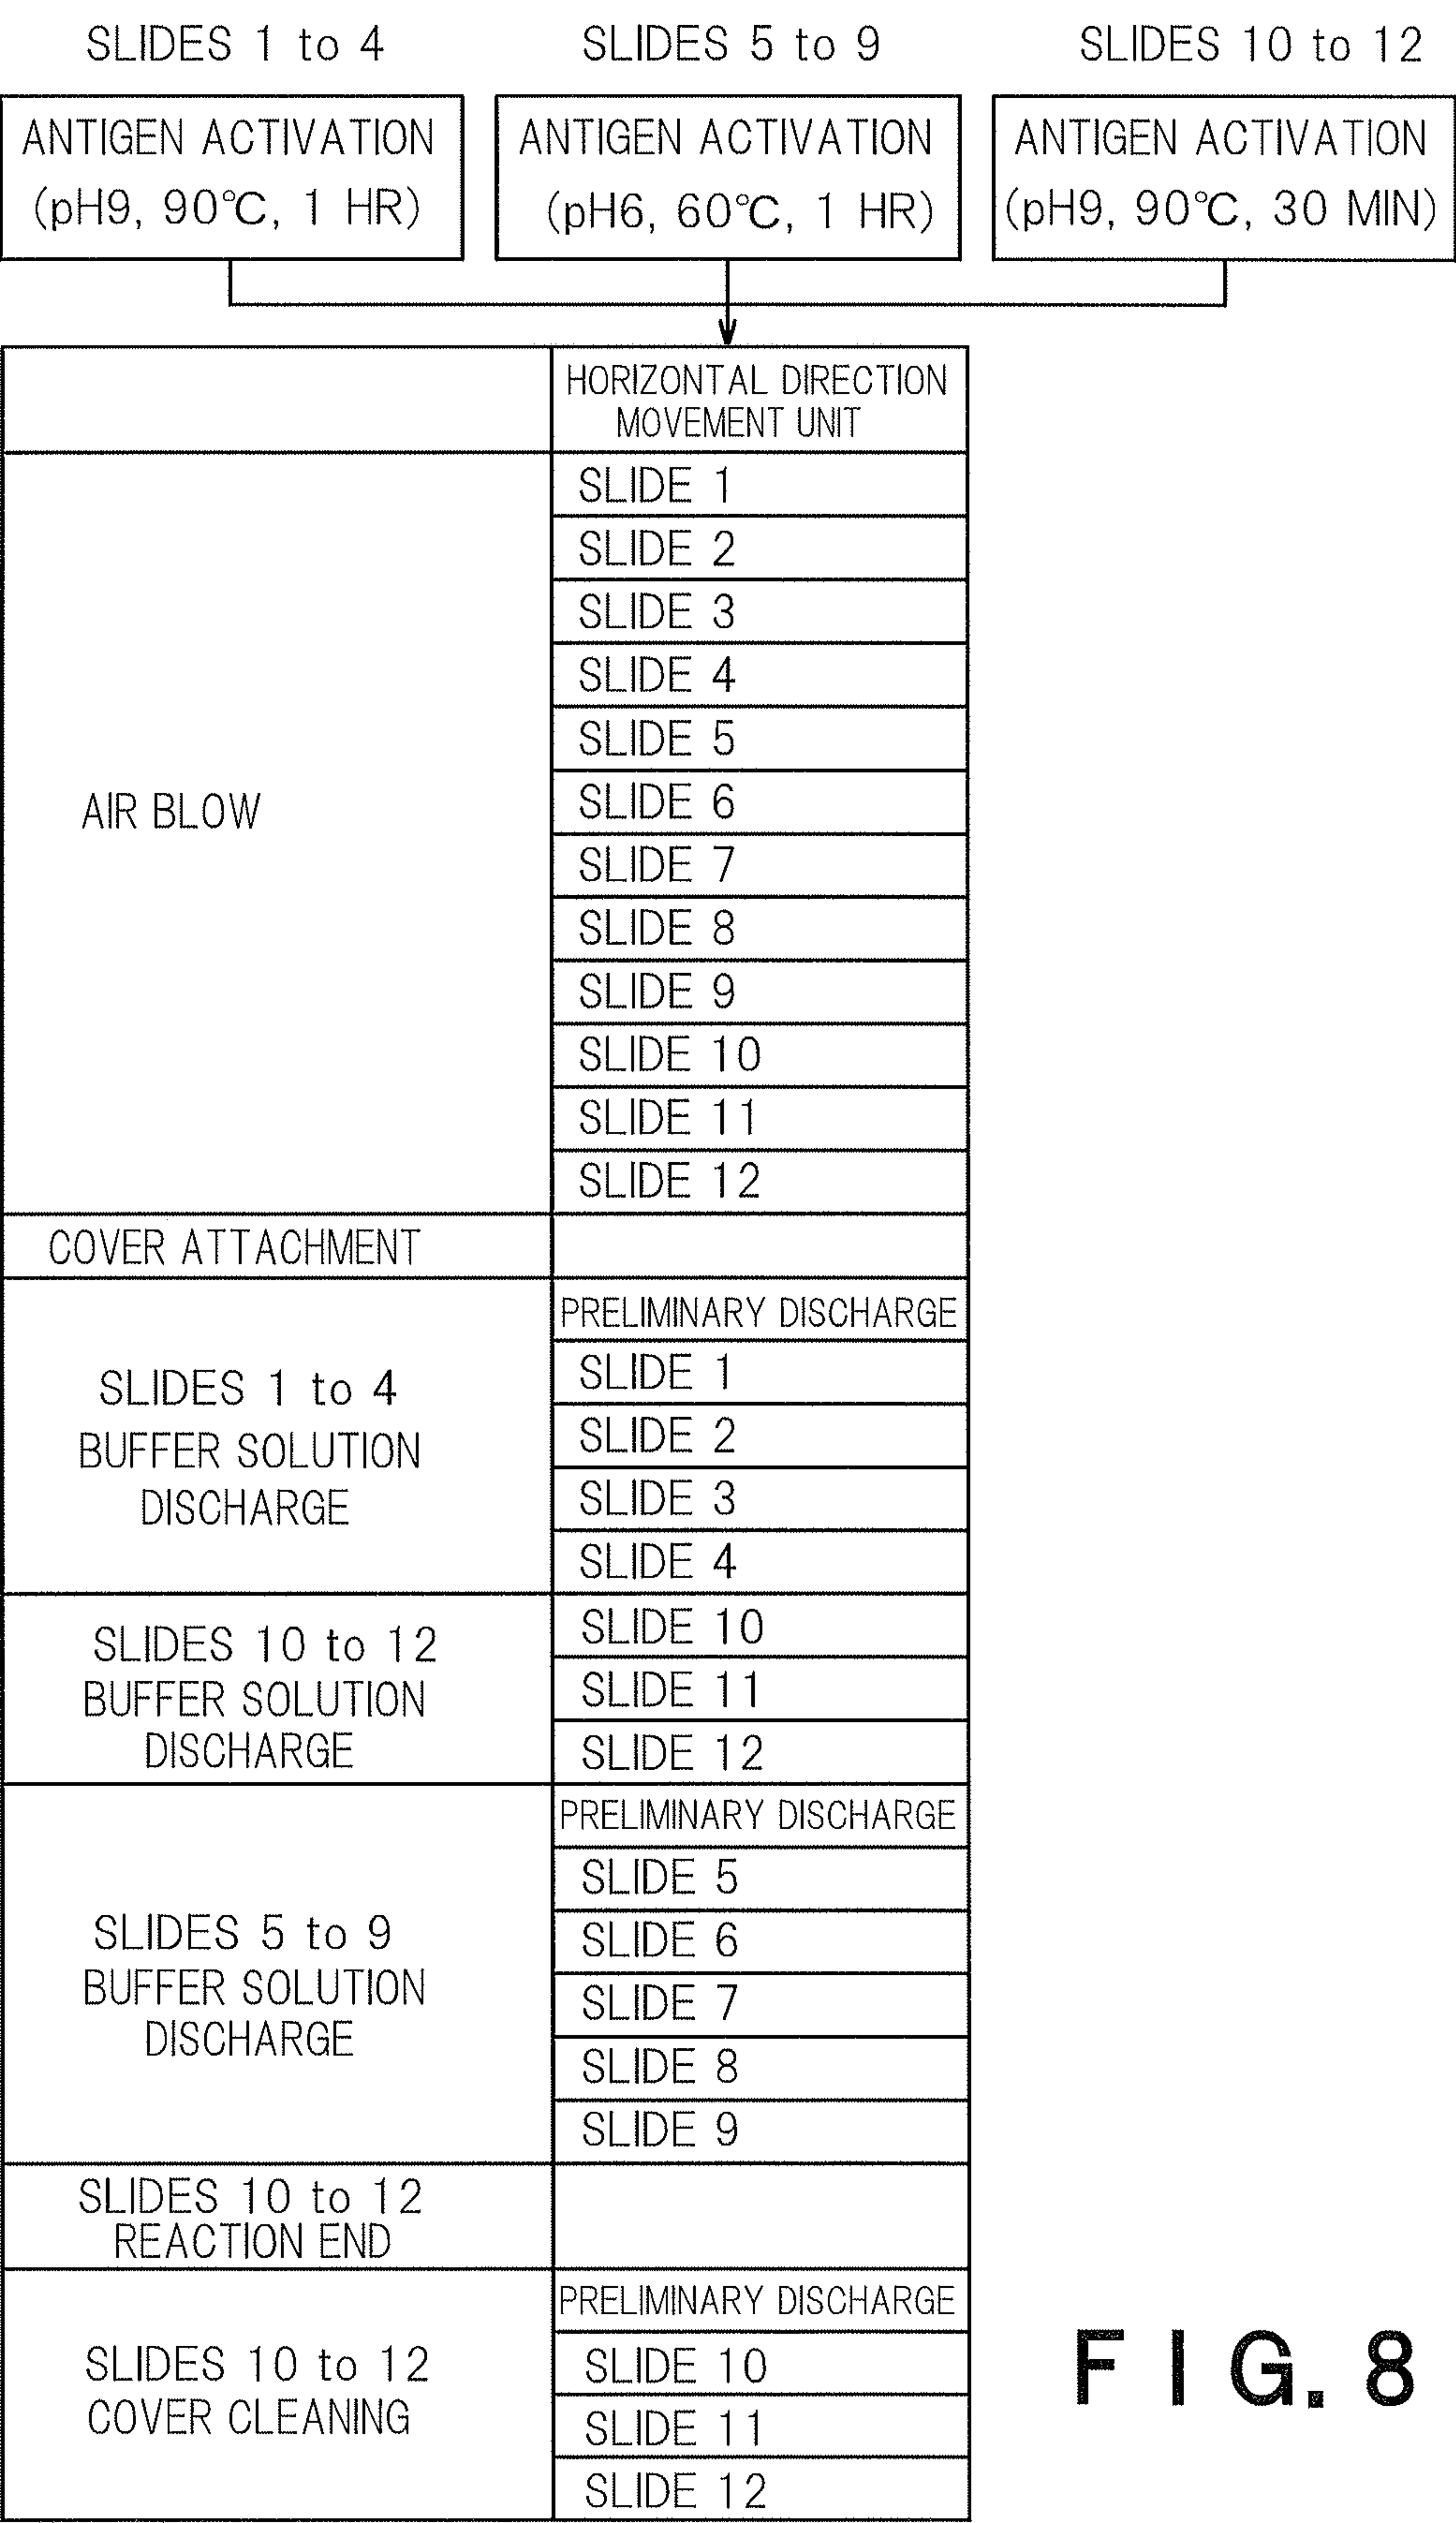 SLIDES 1 to 4
SLIDES 5 to 9
SLIDES 10 to 12
ANTIGEN ACTIVATION
(pH9, 90℃, 1 HR)
ANTIGEN ACTIVATION
(pH6, 60℃, 1 HR)
ANTIGEN ACTIVATION
(pH9, 90℃, 30 MIN)
HORIZONTAL DIRECTION
MOVEMENT UNIT
AIR BLOW
SLIDE 1
SLIDE 2
SLIDE 3
SLIDE 4
SLIDE 5
SLIDE 6
SLIDE 7
SLIDE 8
SLIDE 9
SLIDE 10
SLIDE 11
SLIDE 12
COVER ATTACHMENT
SLIDES 1 to 4
BUFFER SOLUTION
DISCHARGE
PRELIMINARY DISCHARGE
SLIDE 1
SLIDE 2
SLIDE 3
SLIDE 4
SLIDES 10 to 12
BUFFER SOLUTION
DISCHARGE
SLIDE 10
SLIDE 11
SLIDE 12
SLIDES 5 to 9
BUFFER SOLUTION
DISCHARGE
PRELIMINARY DISCHARGE
SLIDE 5
SLIDE 6
SLIDE 7
SLIDE 8
SLIDE 9
SLIDES 10 to 12
REACTION END
SLIDES 10 to 12
COVER CLEANING
PRELIMINARY DISCHARGE
SLIDE 10
SLIDE 11
SLIDE 12
FIG. 8